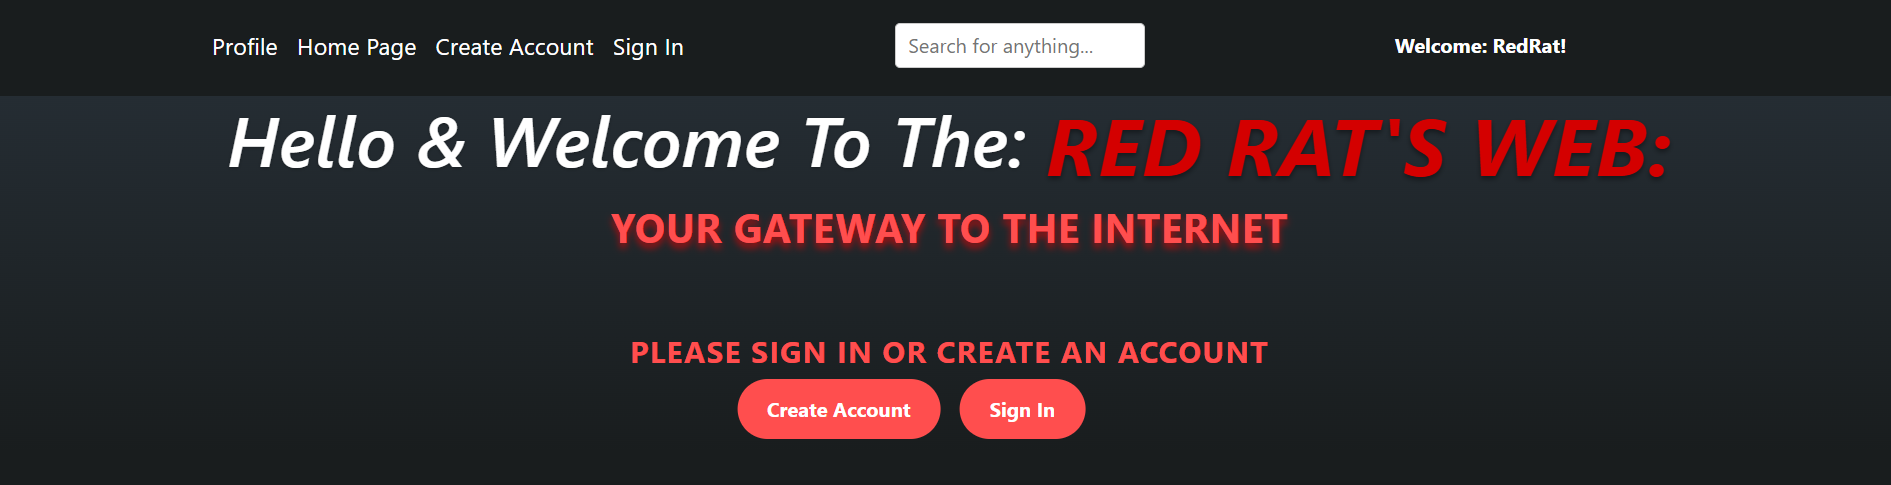 Profile Home Page Create Account Sign In Search for anything... Welcome: RedRat!
Hello & Welcome To The: RED RAT'S WEB:
YOUR GATEWAY TO THE INTERNET
PLEASE SIGN IN OR CREATE AN ACCOUNT
Create Account Sign In